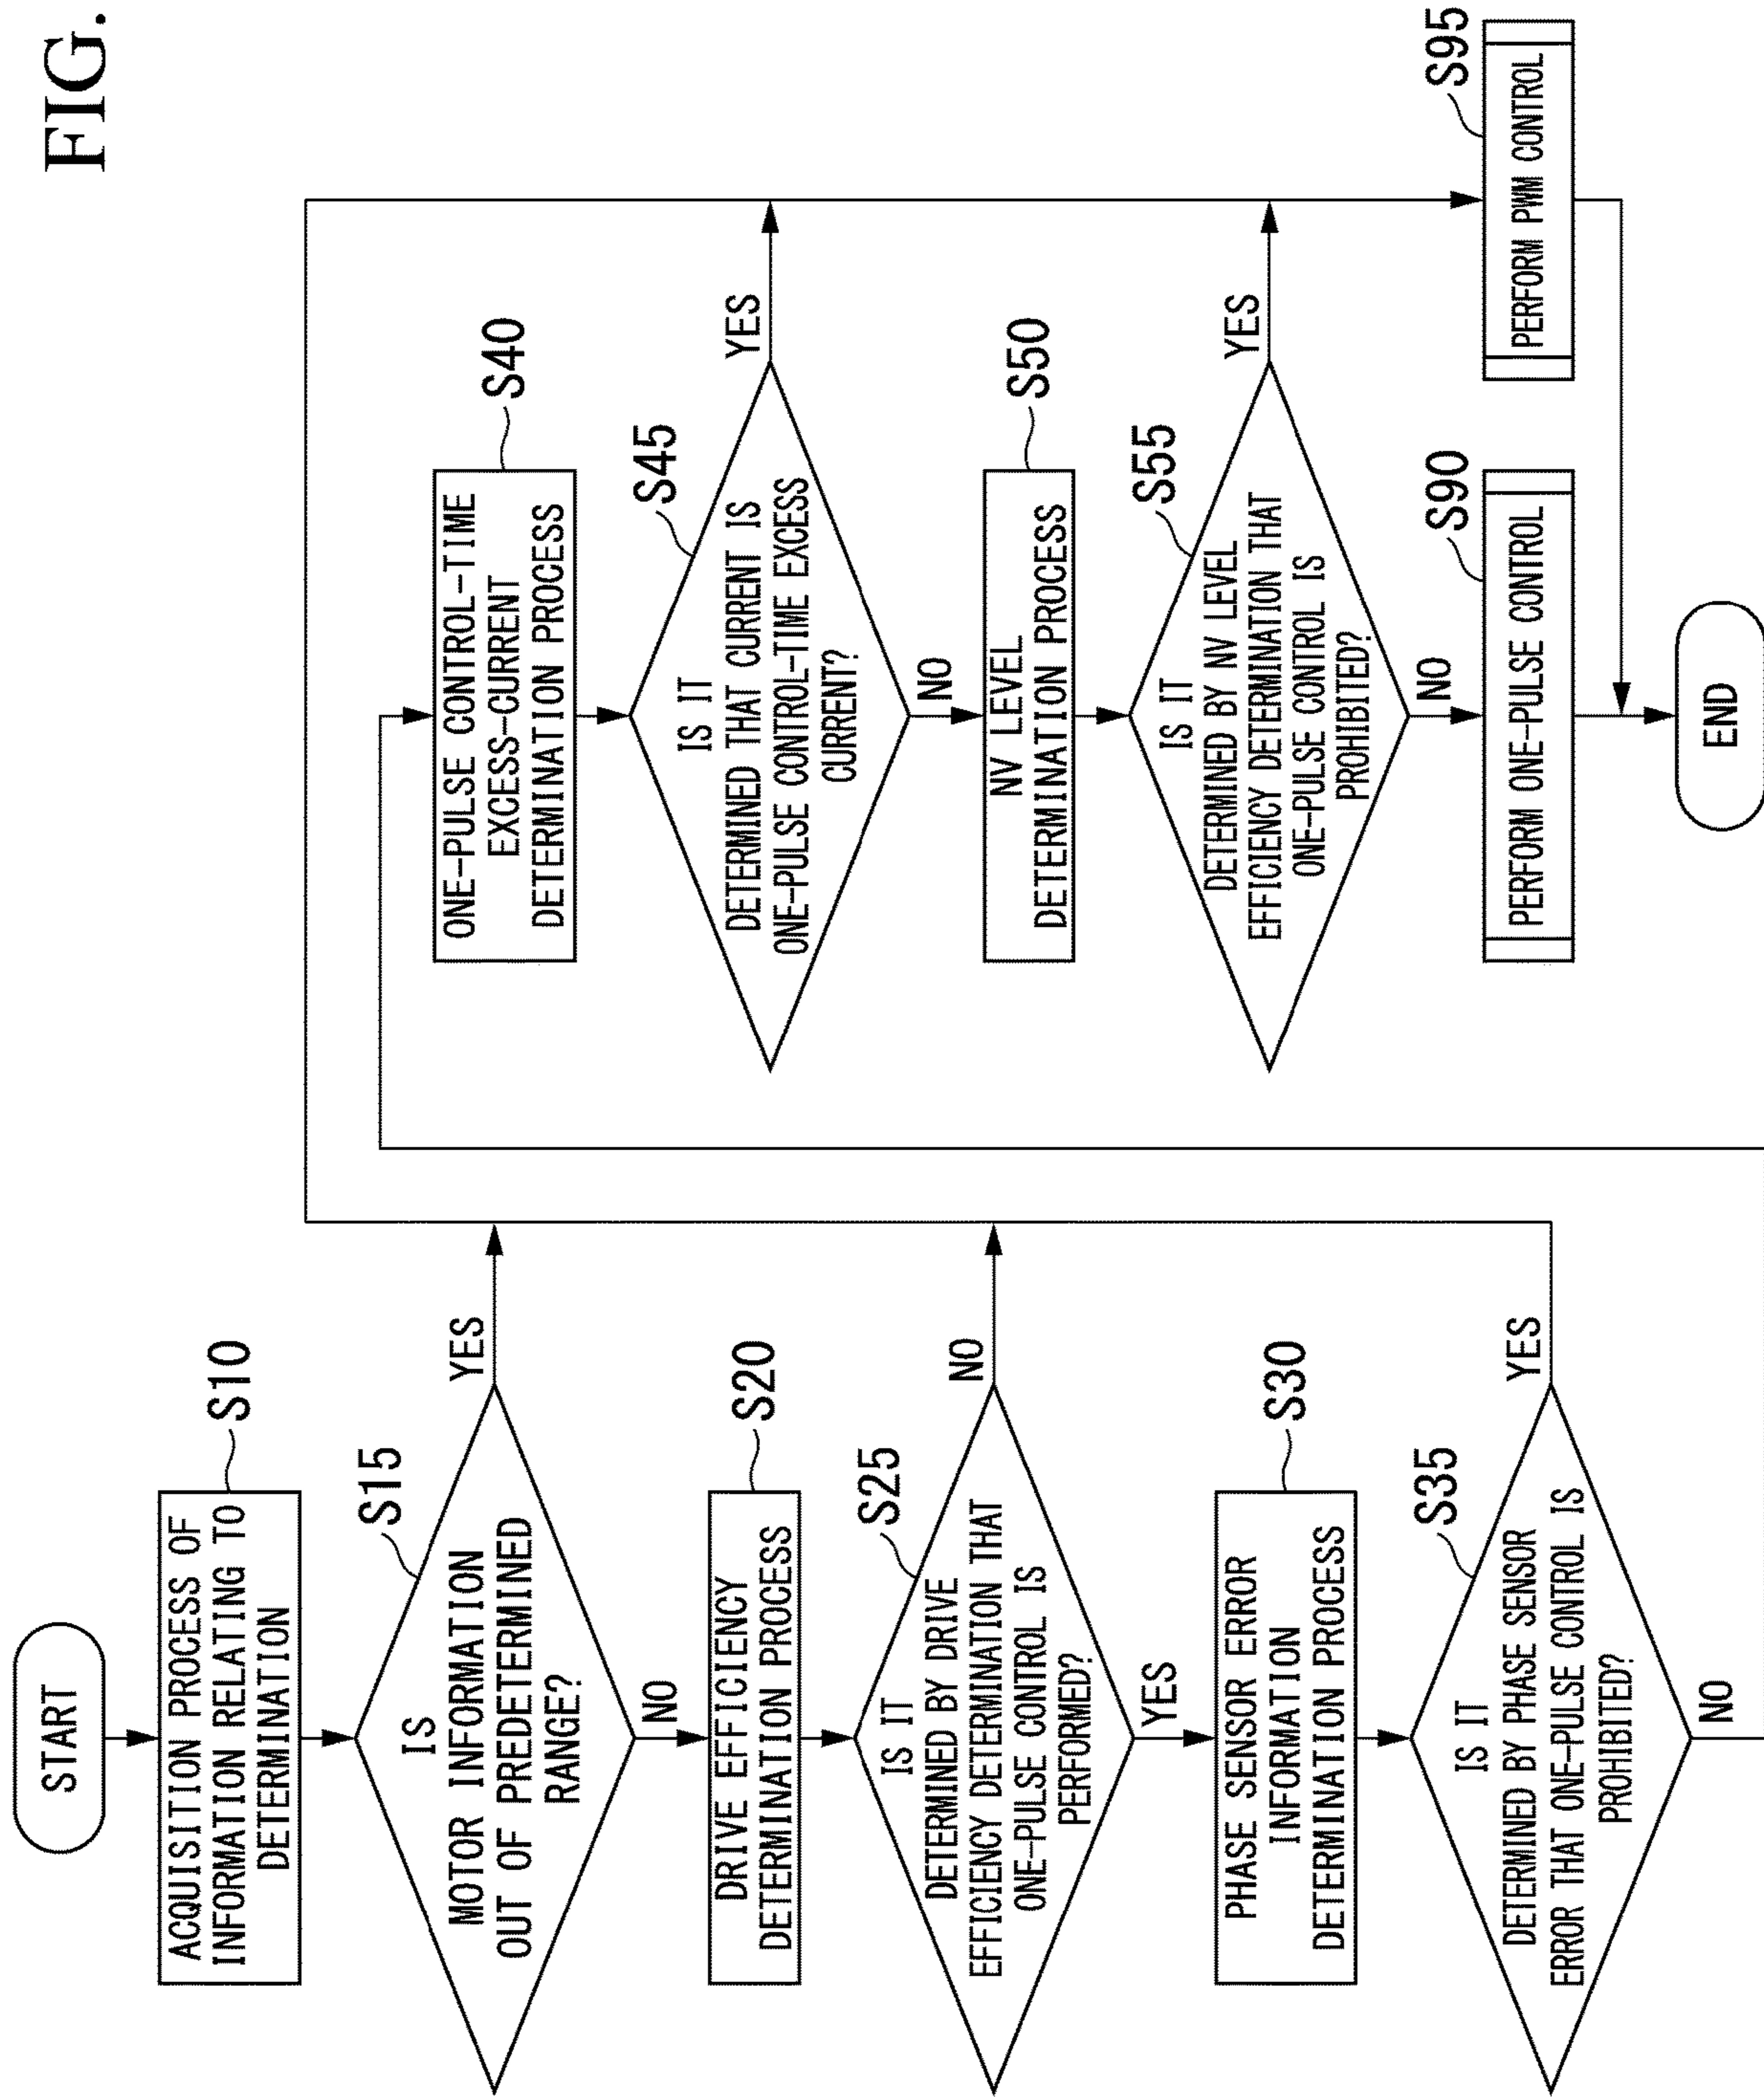 FIG.
START
ACQUISITION PROCESS OF
INFORMATION RELATING TO
DETERMINATION
S10
IS
MOTOR INFORMATION
OUT OF PREDETERMINED
RANGE?
S15
YES
NO
DRIVE EFFICIENCY
DETERMINATION PROCESS
S20
IS IT
DETERMINED BY DRIVE
EFFICIENCY DETERMINATION THAT
ONE-PULSE CONTROL IS
PERFORMED?
S25
NO
YES
PHASE SENSOR ERROR
INFORMATION
DETERMINATION PROCESS
S30
IS IT
DETERMINED BY PHASE SENSOR
ERROR THAT ONE-PULSE CONTROL IS
PROHIBITED?
S35
YES
NO
ONE-PULSE CONTROL-TIME
EXCESS-CURRENT
DETERMINATION PROCESS
S40
IS IT
DETERMINED THAT CURRENT IS
ONE-PULSE CONTROL-TIME EXCESS
CURRENT?
S45
YES
NO
NV LEVEL
DETERMINATION PROCESS
S50
IS IT
DETERMINED BY NV LEVEL
EFFICIENCY DETERMINATION THAT
ONE-PULSE CONTROL IS
PROHIBITED?
S55
YES
NO
PERFORM ONE-PULSE CONTROL
S90
PERFORM PWM CONTROL
S95
END